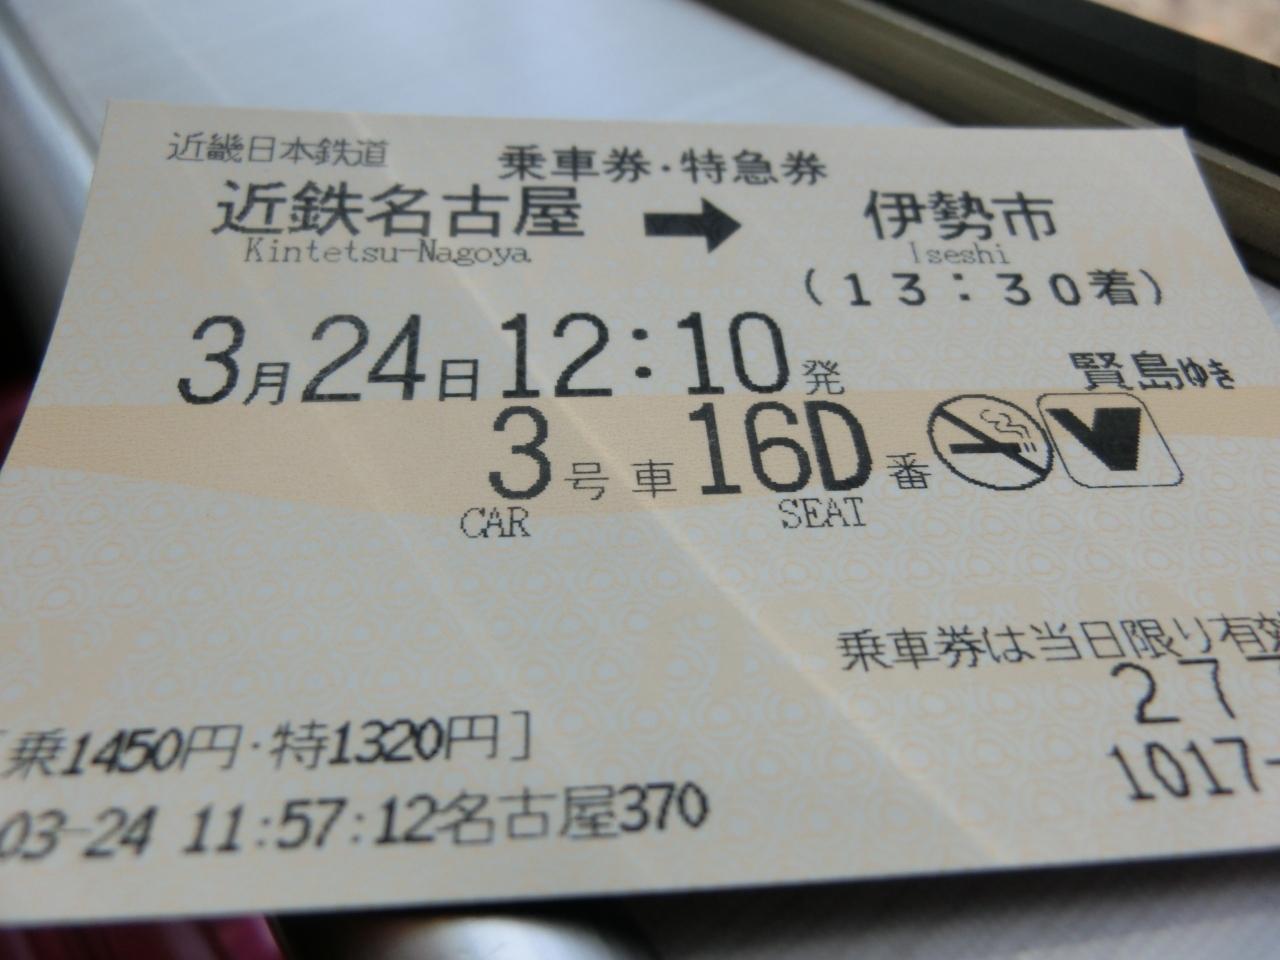 近畿日本鉄道 乗車券・特急券
近鉄名古屋 ➡ 伊勢市
Kintetsu-Nagoya Iseshi
(13:30着)
3月24日12:10発 賢島ゆき
3号車16D番
CAR SEAT
乗車券は当日限り有効
277
[乗1450円・特1320円]
1017-
03-24 11:57:12名古屋370